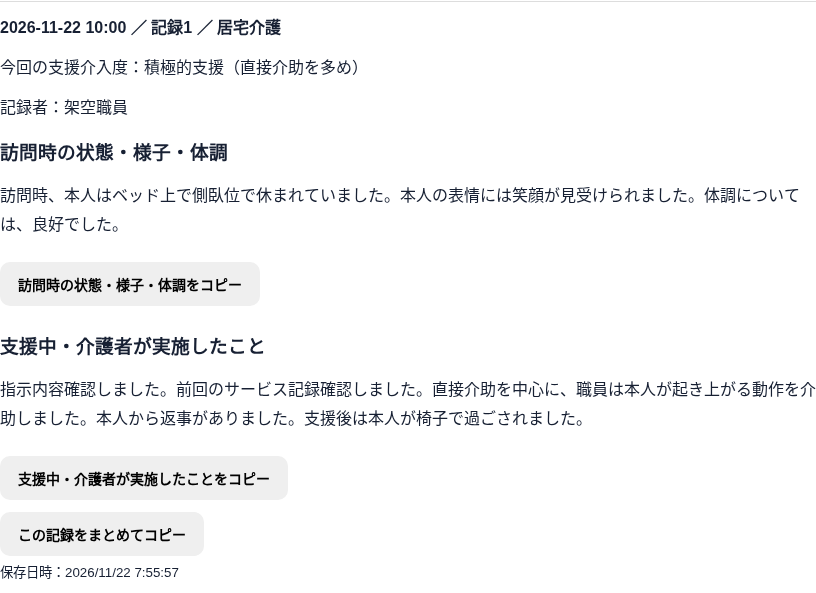 2026-11-22 10:00 ／ 記録1 ／ 居宅介護
今回の支援介入度：積極的支援（直接介助を多め）
記録者：架空職員
訪問時の状態・様子・体調
訪問時、本人はベッド上で側臥位で休まれていました。本人の表情には笑顔が見受けられました。体調について
は、良好でした。
訪問時の状態・様子・体調をコピー
支援中・介護者が実施したこと
指示内容確認しました。前回のサービス記録確認しました。直接介助を中心に、職員は本人が起き上がる動作を介
助しました。本人から返事がありました。支援後は本人が椅子で過ごされました。
支援中・介護者が実施したことをコピー
この記録をまとめてコピー
保存日時：2026/11/22 7:55:57